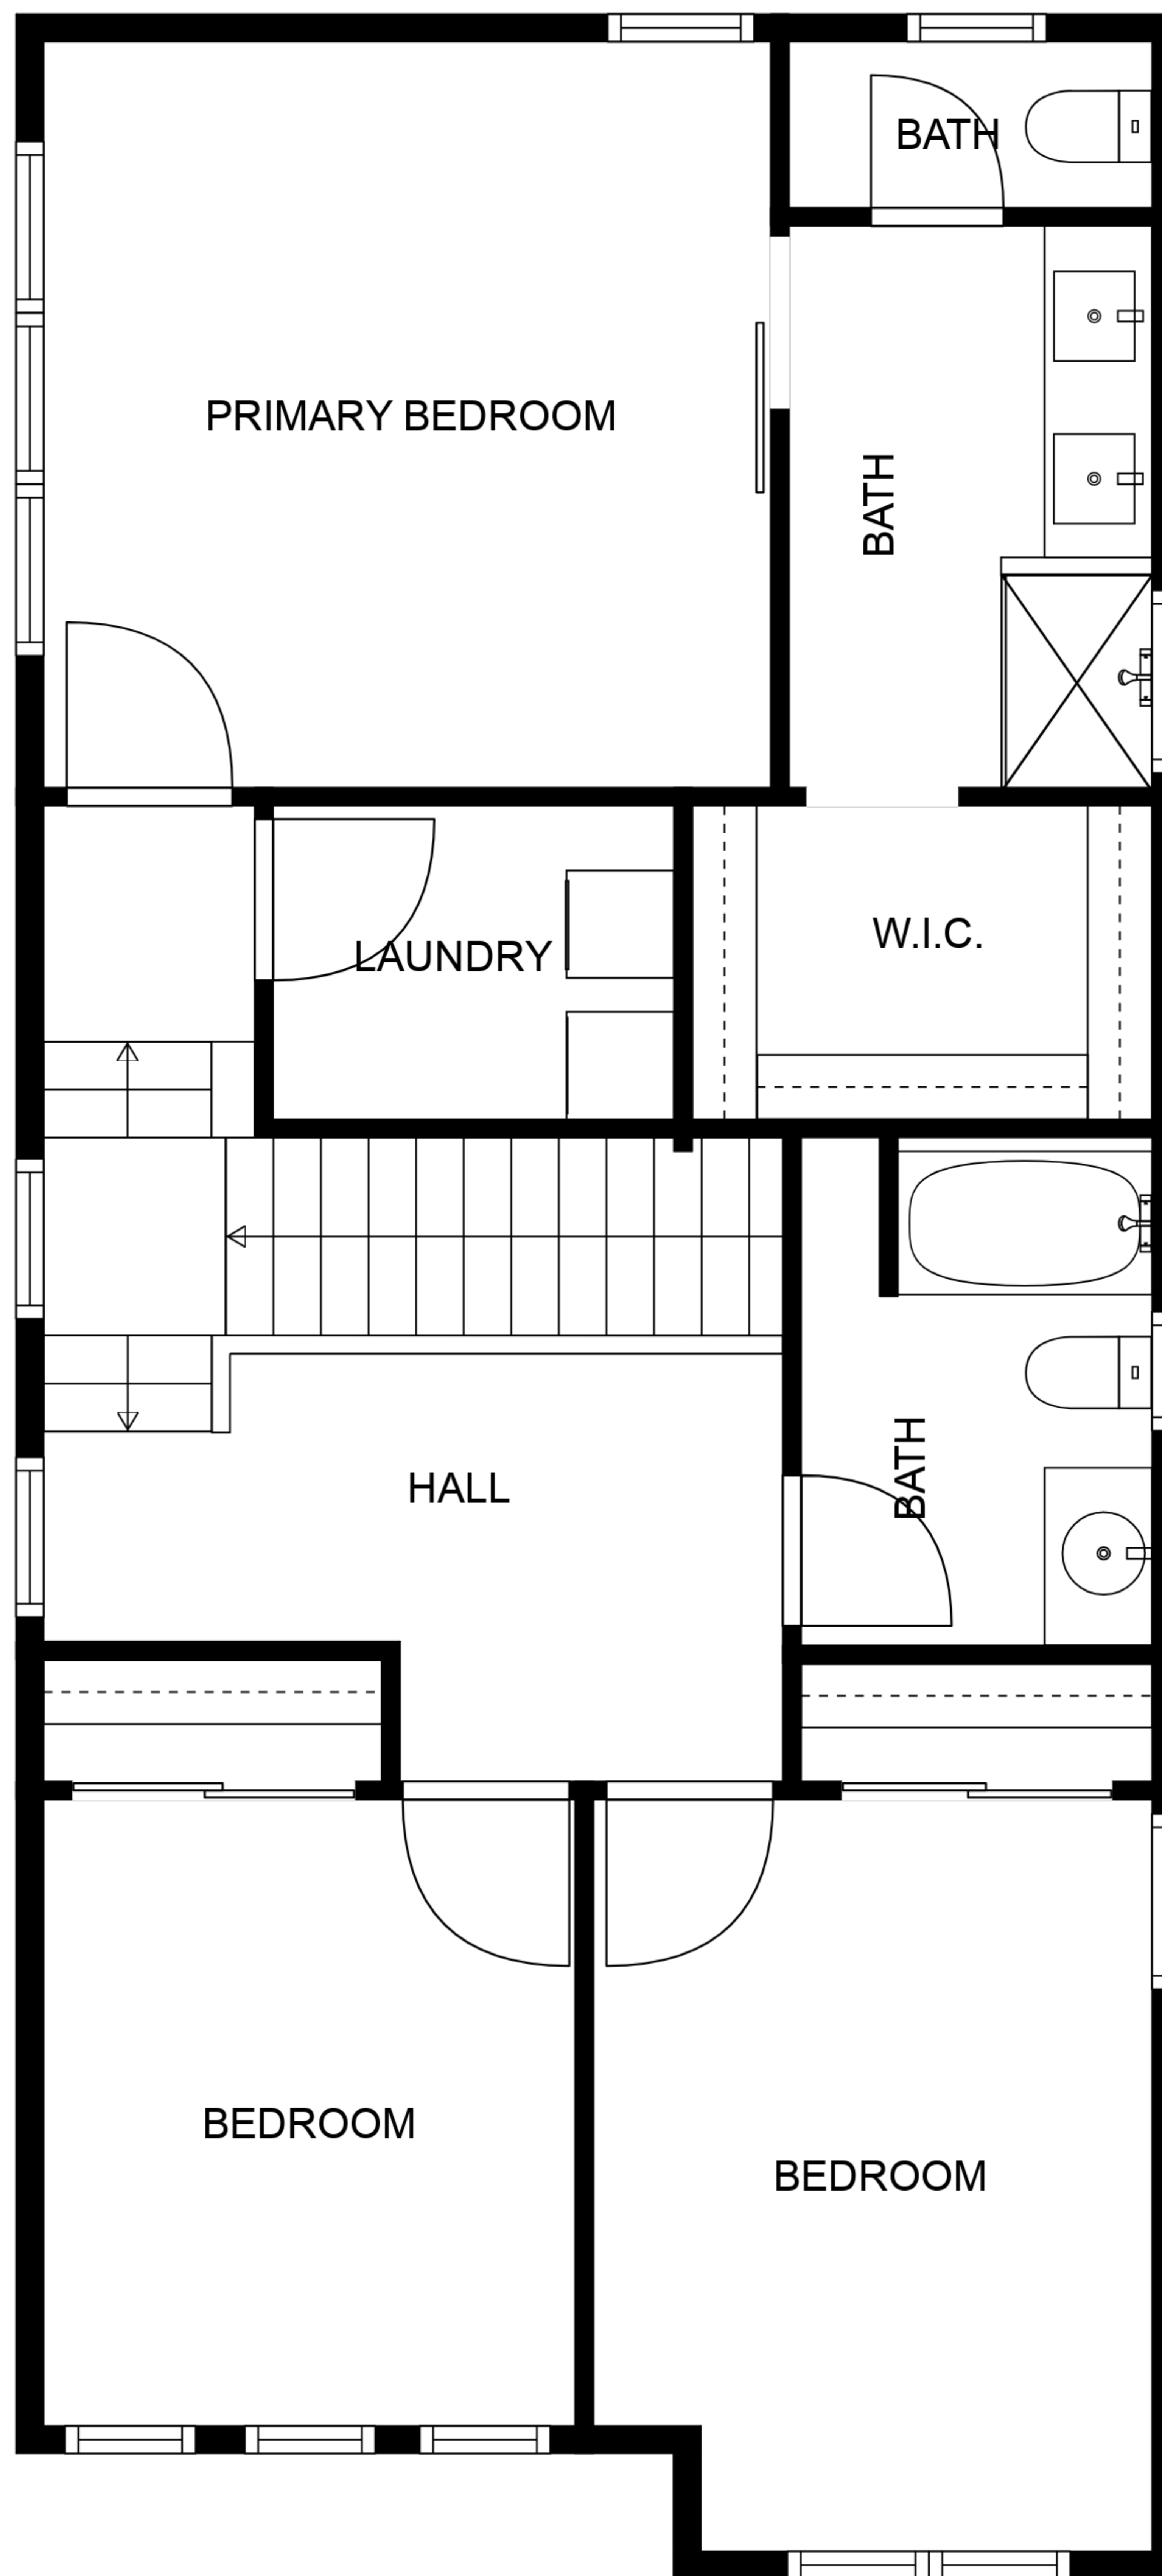 BATH
PRIMARY BEDROOM
BATH
W.I.C.
LAUNDRY
BATH
HALL
BEDROOM
BEDROOM